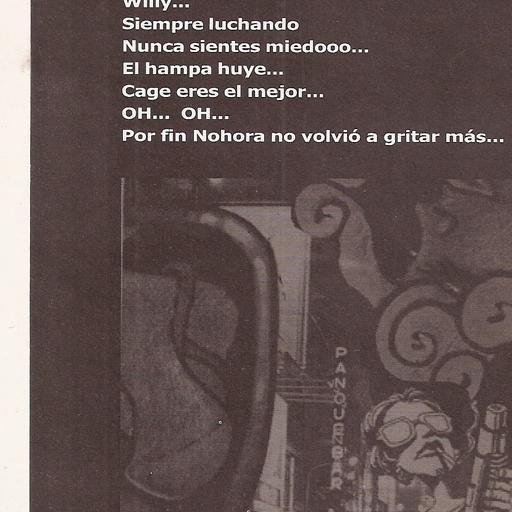 Willy...
Siempre luchando
Nunca sientes miedooo...
El hampa huye...
Cage eres el mejor...
OH... OH...
Por fin Nohora no volvió a gritar más...